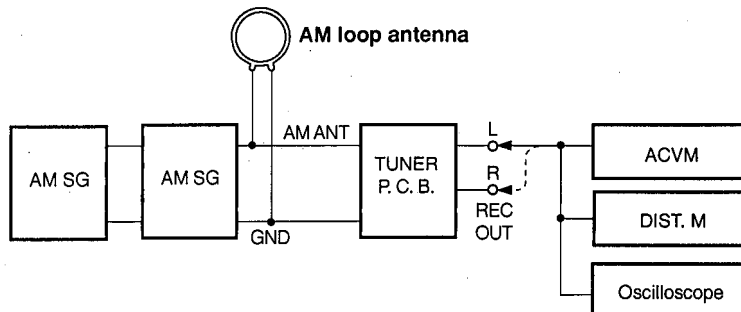 AM loop antenna
AM SG
AM SG
AM ANT
GND
TUNER
P. C. B.
L
R
REC
OUT
ACVM
DIST. M
Oscilloscope